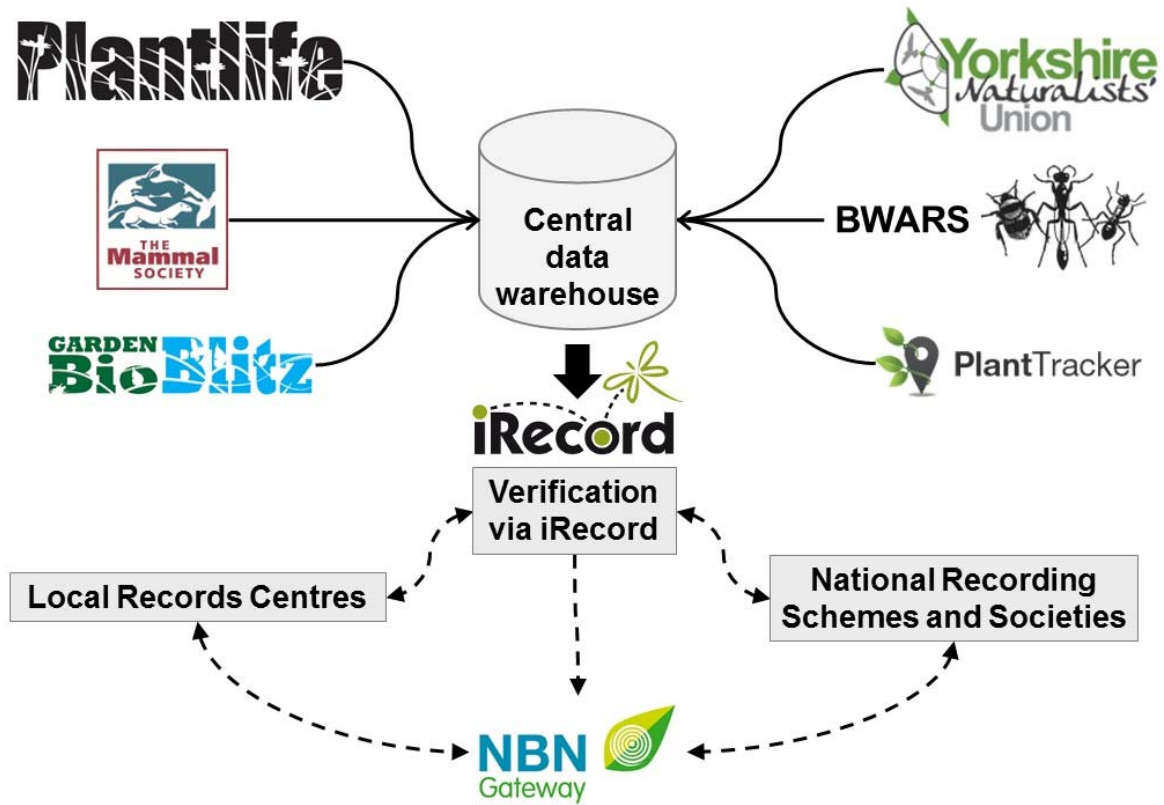 Plantlife
Yorkshire
Naturalists'
Union
Central
data
warehouse
THE
Mammal
SOCIETY
BWARS
GARDEN
BioBlitz
PlantTracker
iRecord
Verification
via iRecord
Local Records Centres
National Recording
Schemes and Societies
NBN
Gateway